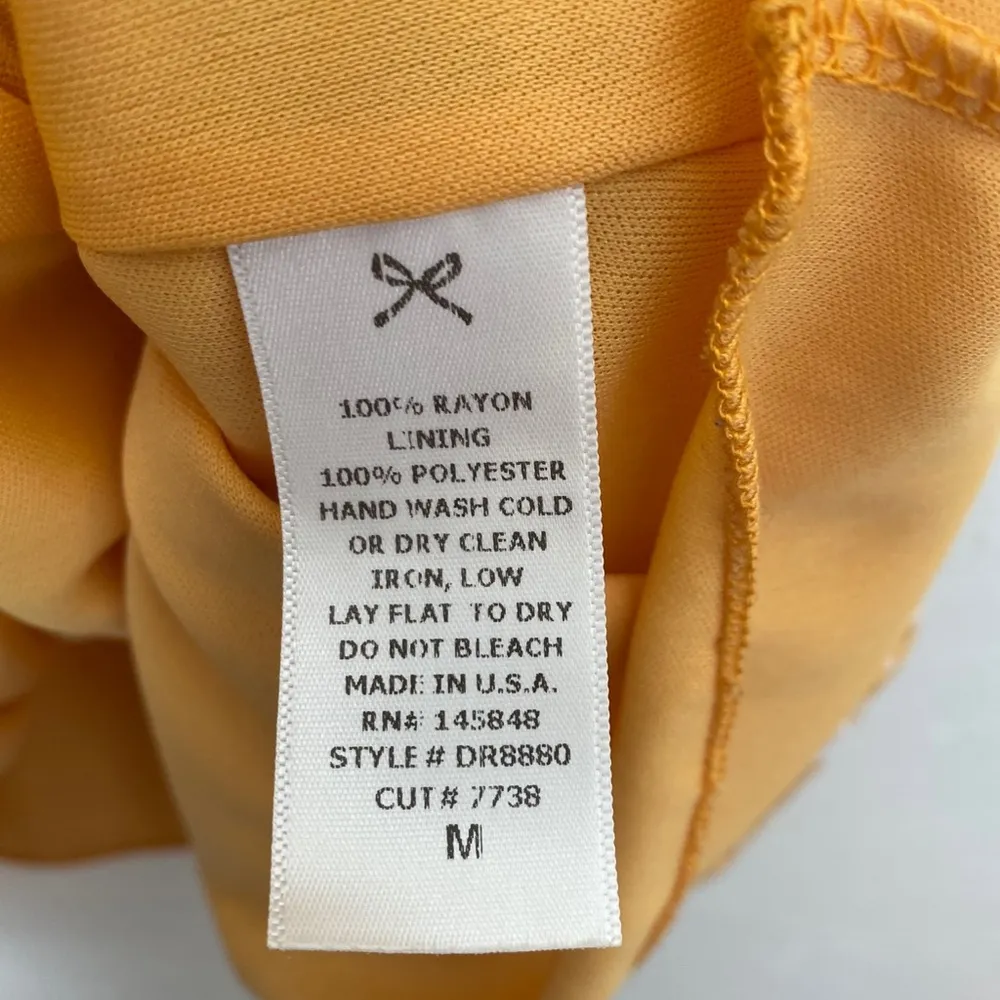 100% RAYON
LINING
100% POLYESTER
HAND WASH COLD
OR DRY CLEAN
IRON, LOW
LAY FLAT TO DRY
DO NOT BLEACH
MADE IN U.S.A.
RN# 145848
STYLE # DR8880
CUT # 7738
M